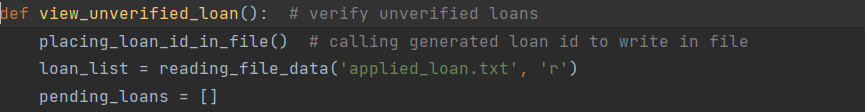 def view_unverified_loan():  # verify unverified loans
    placing_loan_id_in_file()  # calling generated loan id to write in file
    loan_list = reading_file_data('applied_loan.txt', 'r')
    pending_loans = []